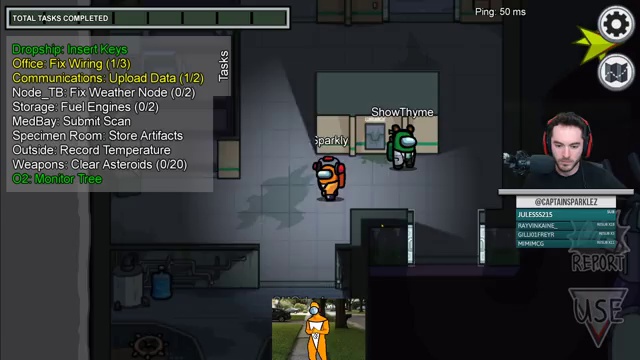 TOTAL TASKS COMPLETED
Ping: 50 ms
Dropship: Insert Keys
Office: Fix Wiring (1/3)
Communications: Upload Data (1/2)
Node_TB: Fix Weather Node (0/2)
Storage: Fuel Engines (0/2)
MedBay: Submit Scan
Specimen Room: Store Artifacts
Outside: Record Temperature
Weapons: Clear Asteroids (0/20)
O2: Monitor Tree
Tasks
ShowThyme
Sparkly
@CAPTAINSPARKLEZ
JULESS5215
RAYVINKAINE_
GILLIO1FREYR
MIMIMCG
REPORT
USE